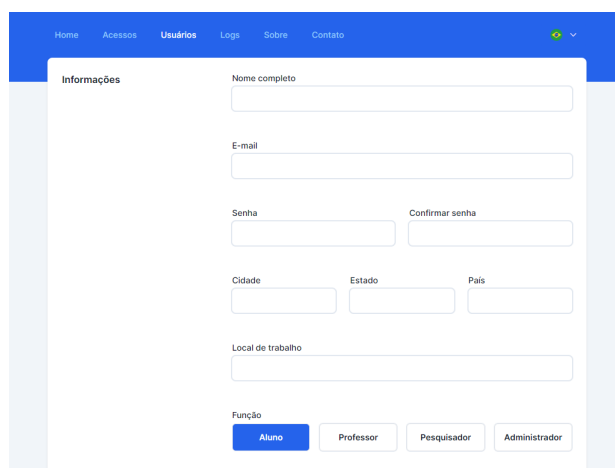 Home Acessos Usuários Logs Sobre Contato
Informações
Nome completo
E-mail
Senha Confirmar senha
Cidade Estado País
Local de trabalho
Função
Aluno Professor Pesquisador Administrador